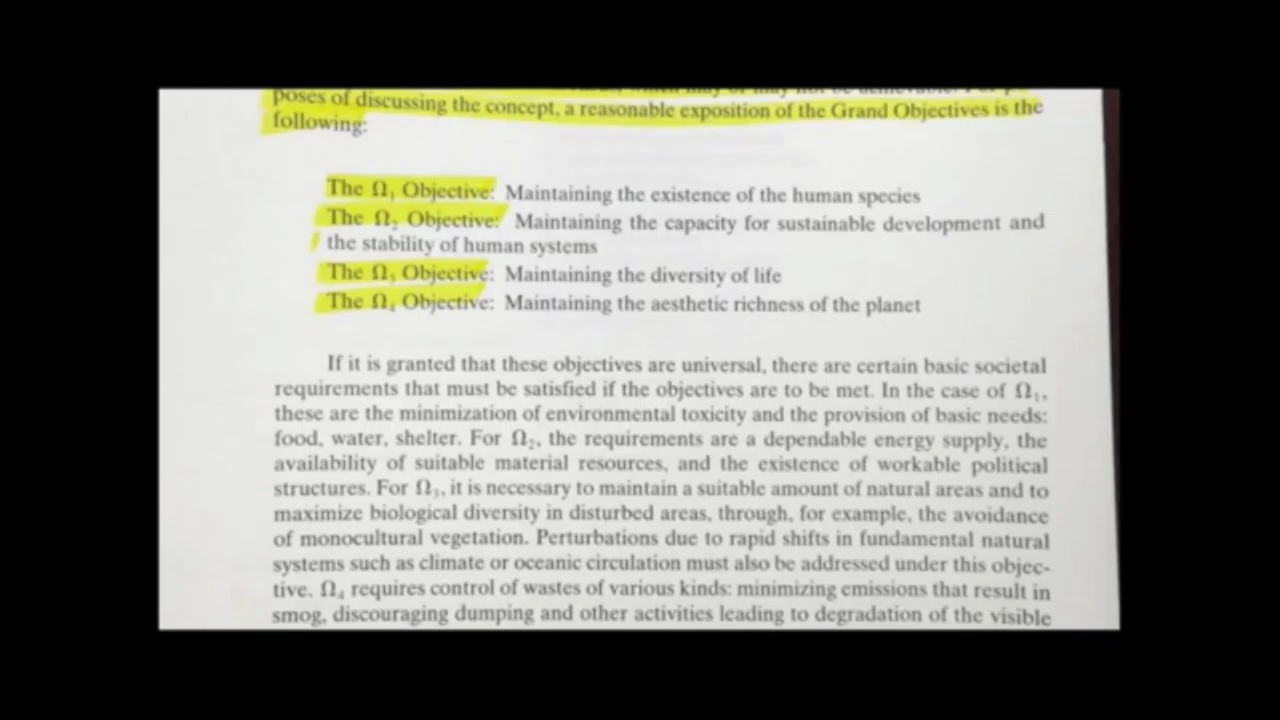 poses of discussing the concept, a reasonable exposition of the Grand Objectives is the
following:
The Ω₁ Objective: Maintaining the existence of the human species
The Ω₂ Objective: Maintaining the capacity for sustainable development and
the stability of human systems
The Ω₃ Objective: Maintaining the diversity of life
The Ω₄ Objective: Maintaining the aesthetic richness of the planet
If it is granted that these objectives are universal, there are certain basic societal
requirements that must be satisfied if the objectives are to be met. In the case of Ω₁,
these are the minimization of environmental toxicity and the provision of basic needs:
food, water, shelter. For Ω₂, the requirements are a dependable energy supply, the
availability of suitable material resources, and the existence of workable political
structures. For Ω₃, it is necessary to maintain a suitable amount of natural areas and to
maximize biological diversity in disturbed areas, through, for example, the avoidance
of monocultural vegetation. Perturbations due to rapid shifts in fundamental natural
systems such as climate or oceanic circulation must also be addressed under this objec-
tive. Ω₄ requires control of wastes of various kinds: minimizing emissions that result in
smog, discouraging dumping and other activities leading to degradation of the visible